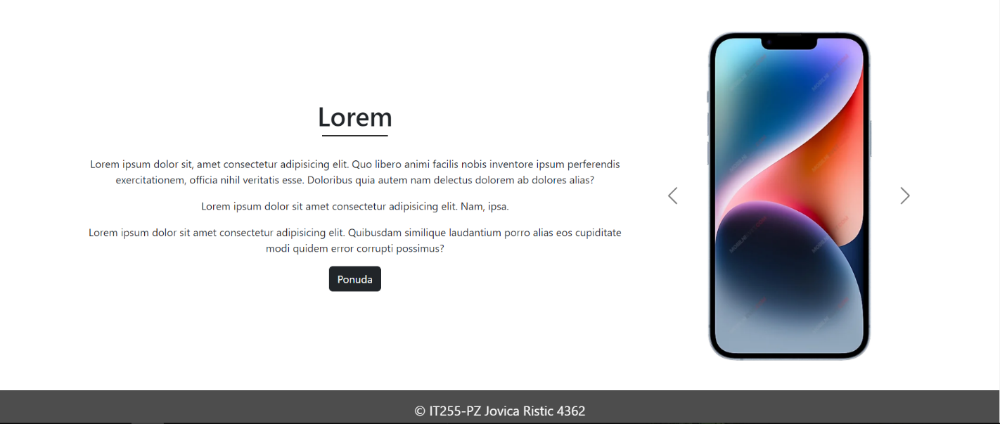 Lorem
Lorem ipsum dolor sit, amet consectetur adipisicing elit. Quo libero animi facilis nobis inventore ipsum perferendis
exercitationem, officia nihil veritatis esse. Doloribus quia autem nam delectus dolorem ab dolores alias?
Lorem ipsum dolor sit amet consectetur adipisicing elit. Nam, ipsa.
Lorem ipsum dolor sit amet consectetur adipisicing elit. Quibusdam similique laudantium porro alias eos cupiditate
modi quidem error corrupti possimus?
Ponuda
© IT255-PZ Jovica Ristic 4362